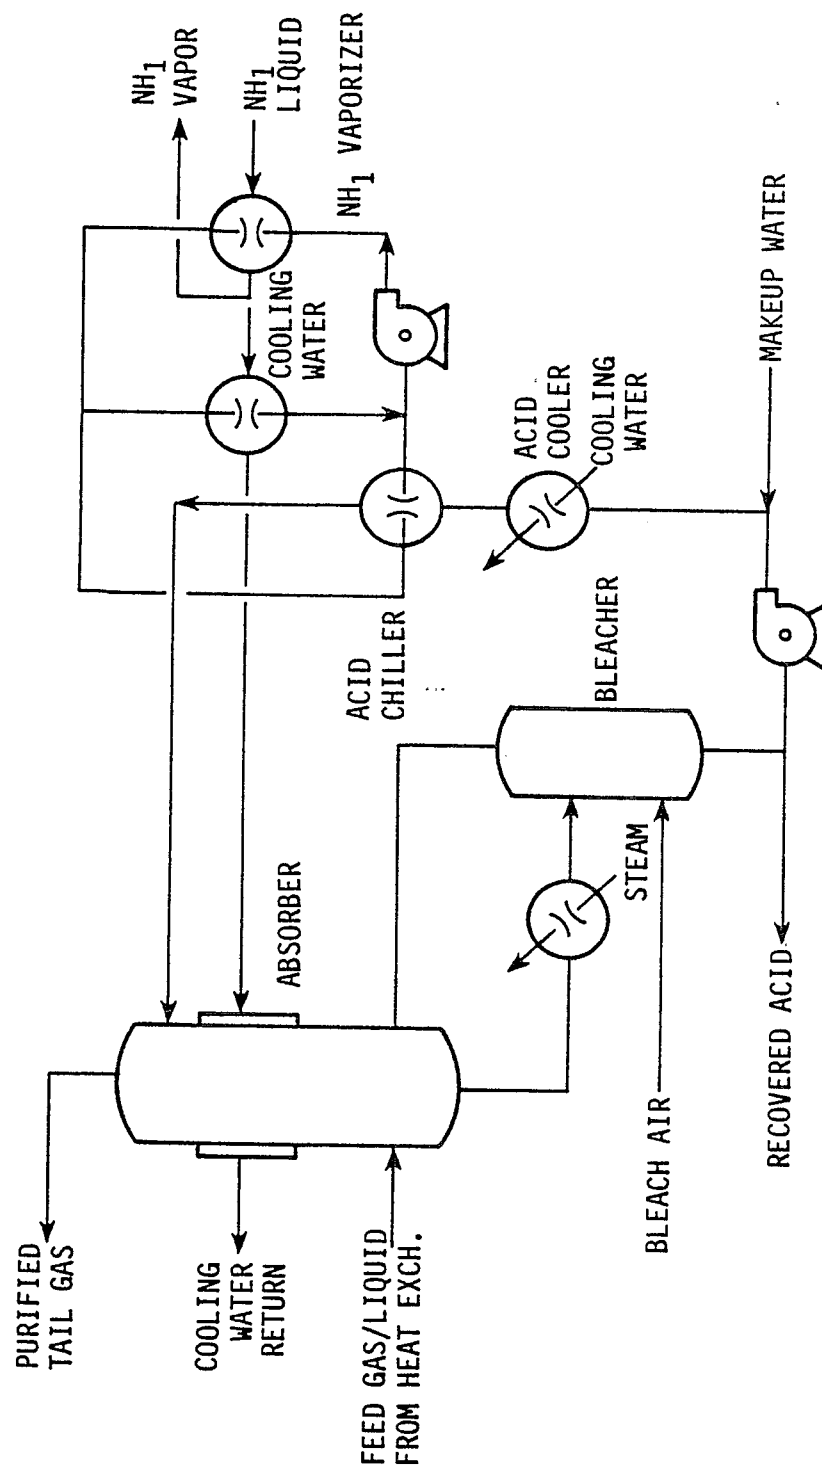 PURIFIED
TAIL GAS
COOLING
WATER
RETURN
FEED GAS/LIQUID
FROM HEAT EXCH.
ABSORBER
BLEACH AIR
RECOVERED ACID
STEAM
BLEACHER
ACID
CHILLER
ACID
COOLER
COOLING
WATER
MAKEUP WATER
COOLING
WATER
NH1 VAPORIZER
NH1
VAPOR
NH1
LIQUID